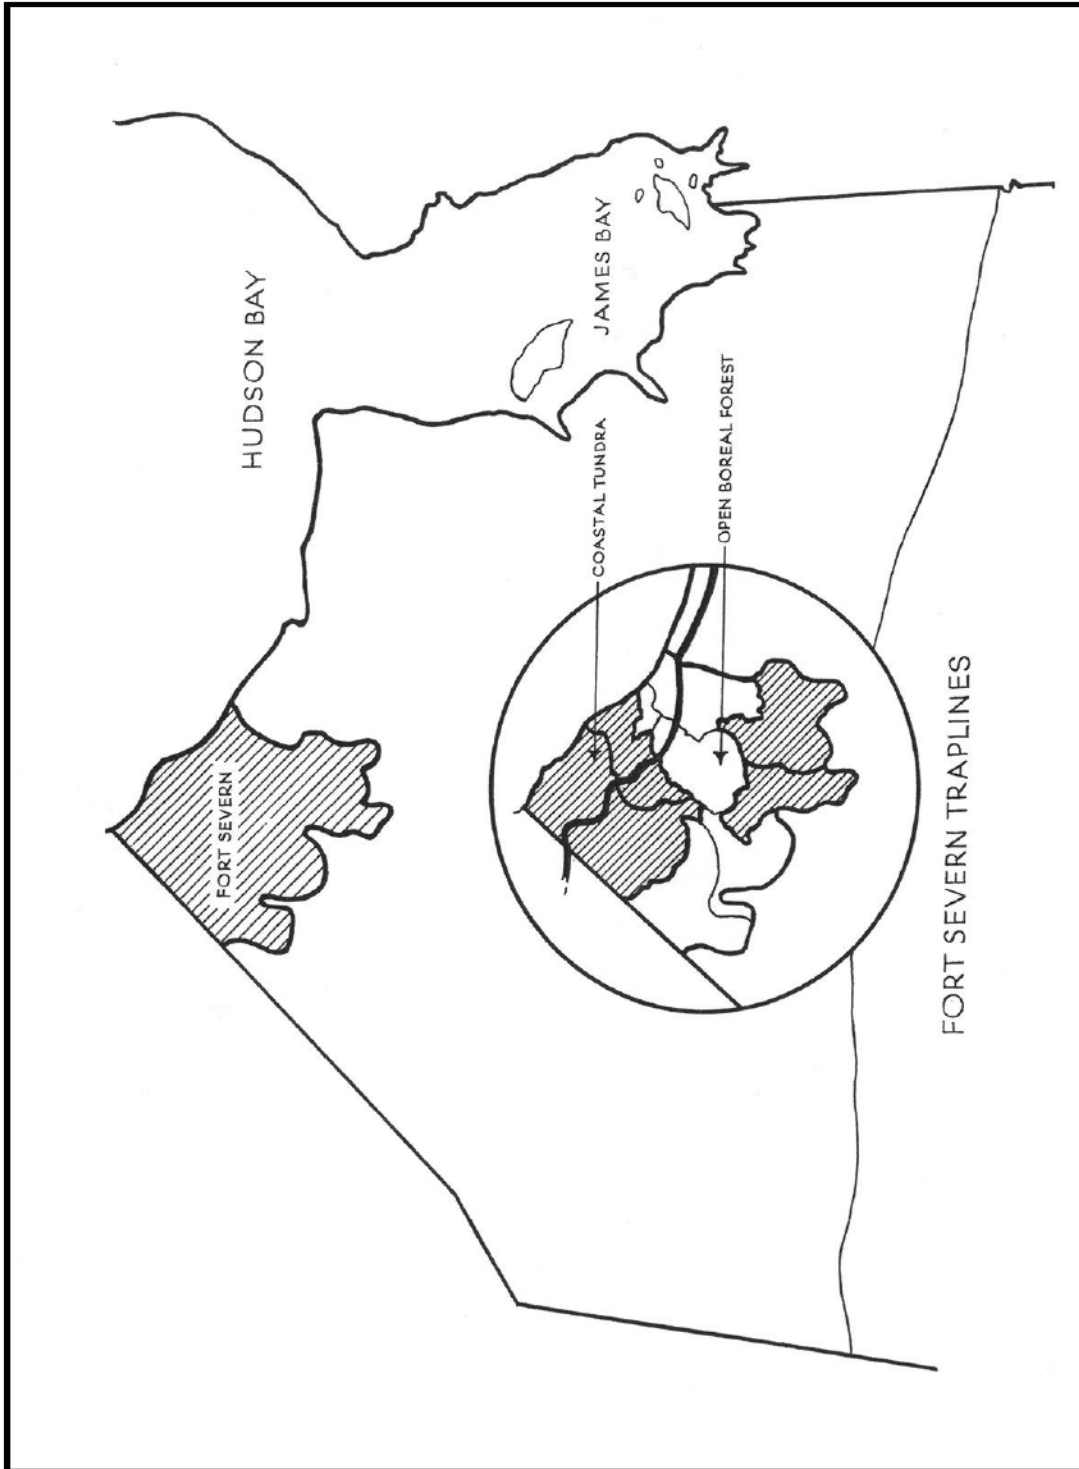 HUDSON BAY
JAMES BAY
FORT SEVERN
COASTAL TUNDRA
OPEN BOREAL FOREST
FORT SEVERN TRAPLINES